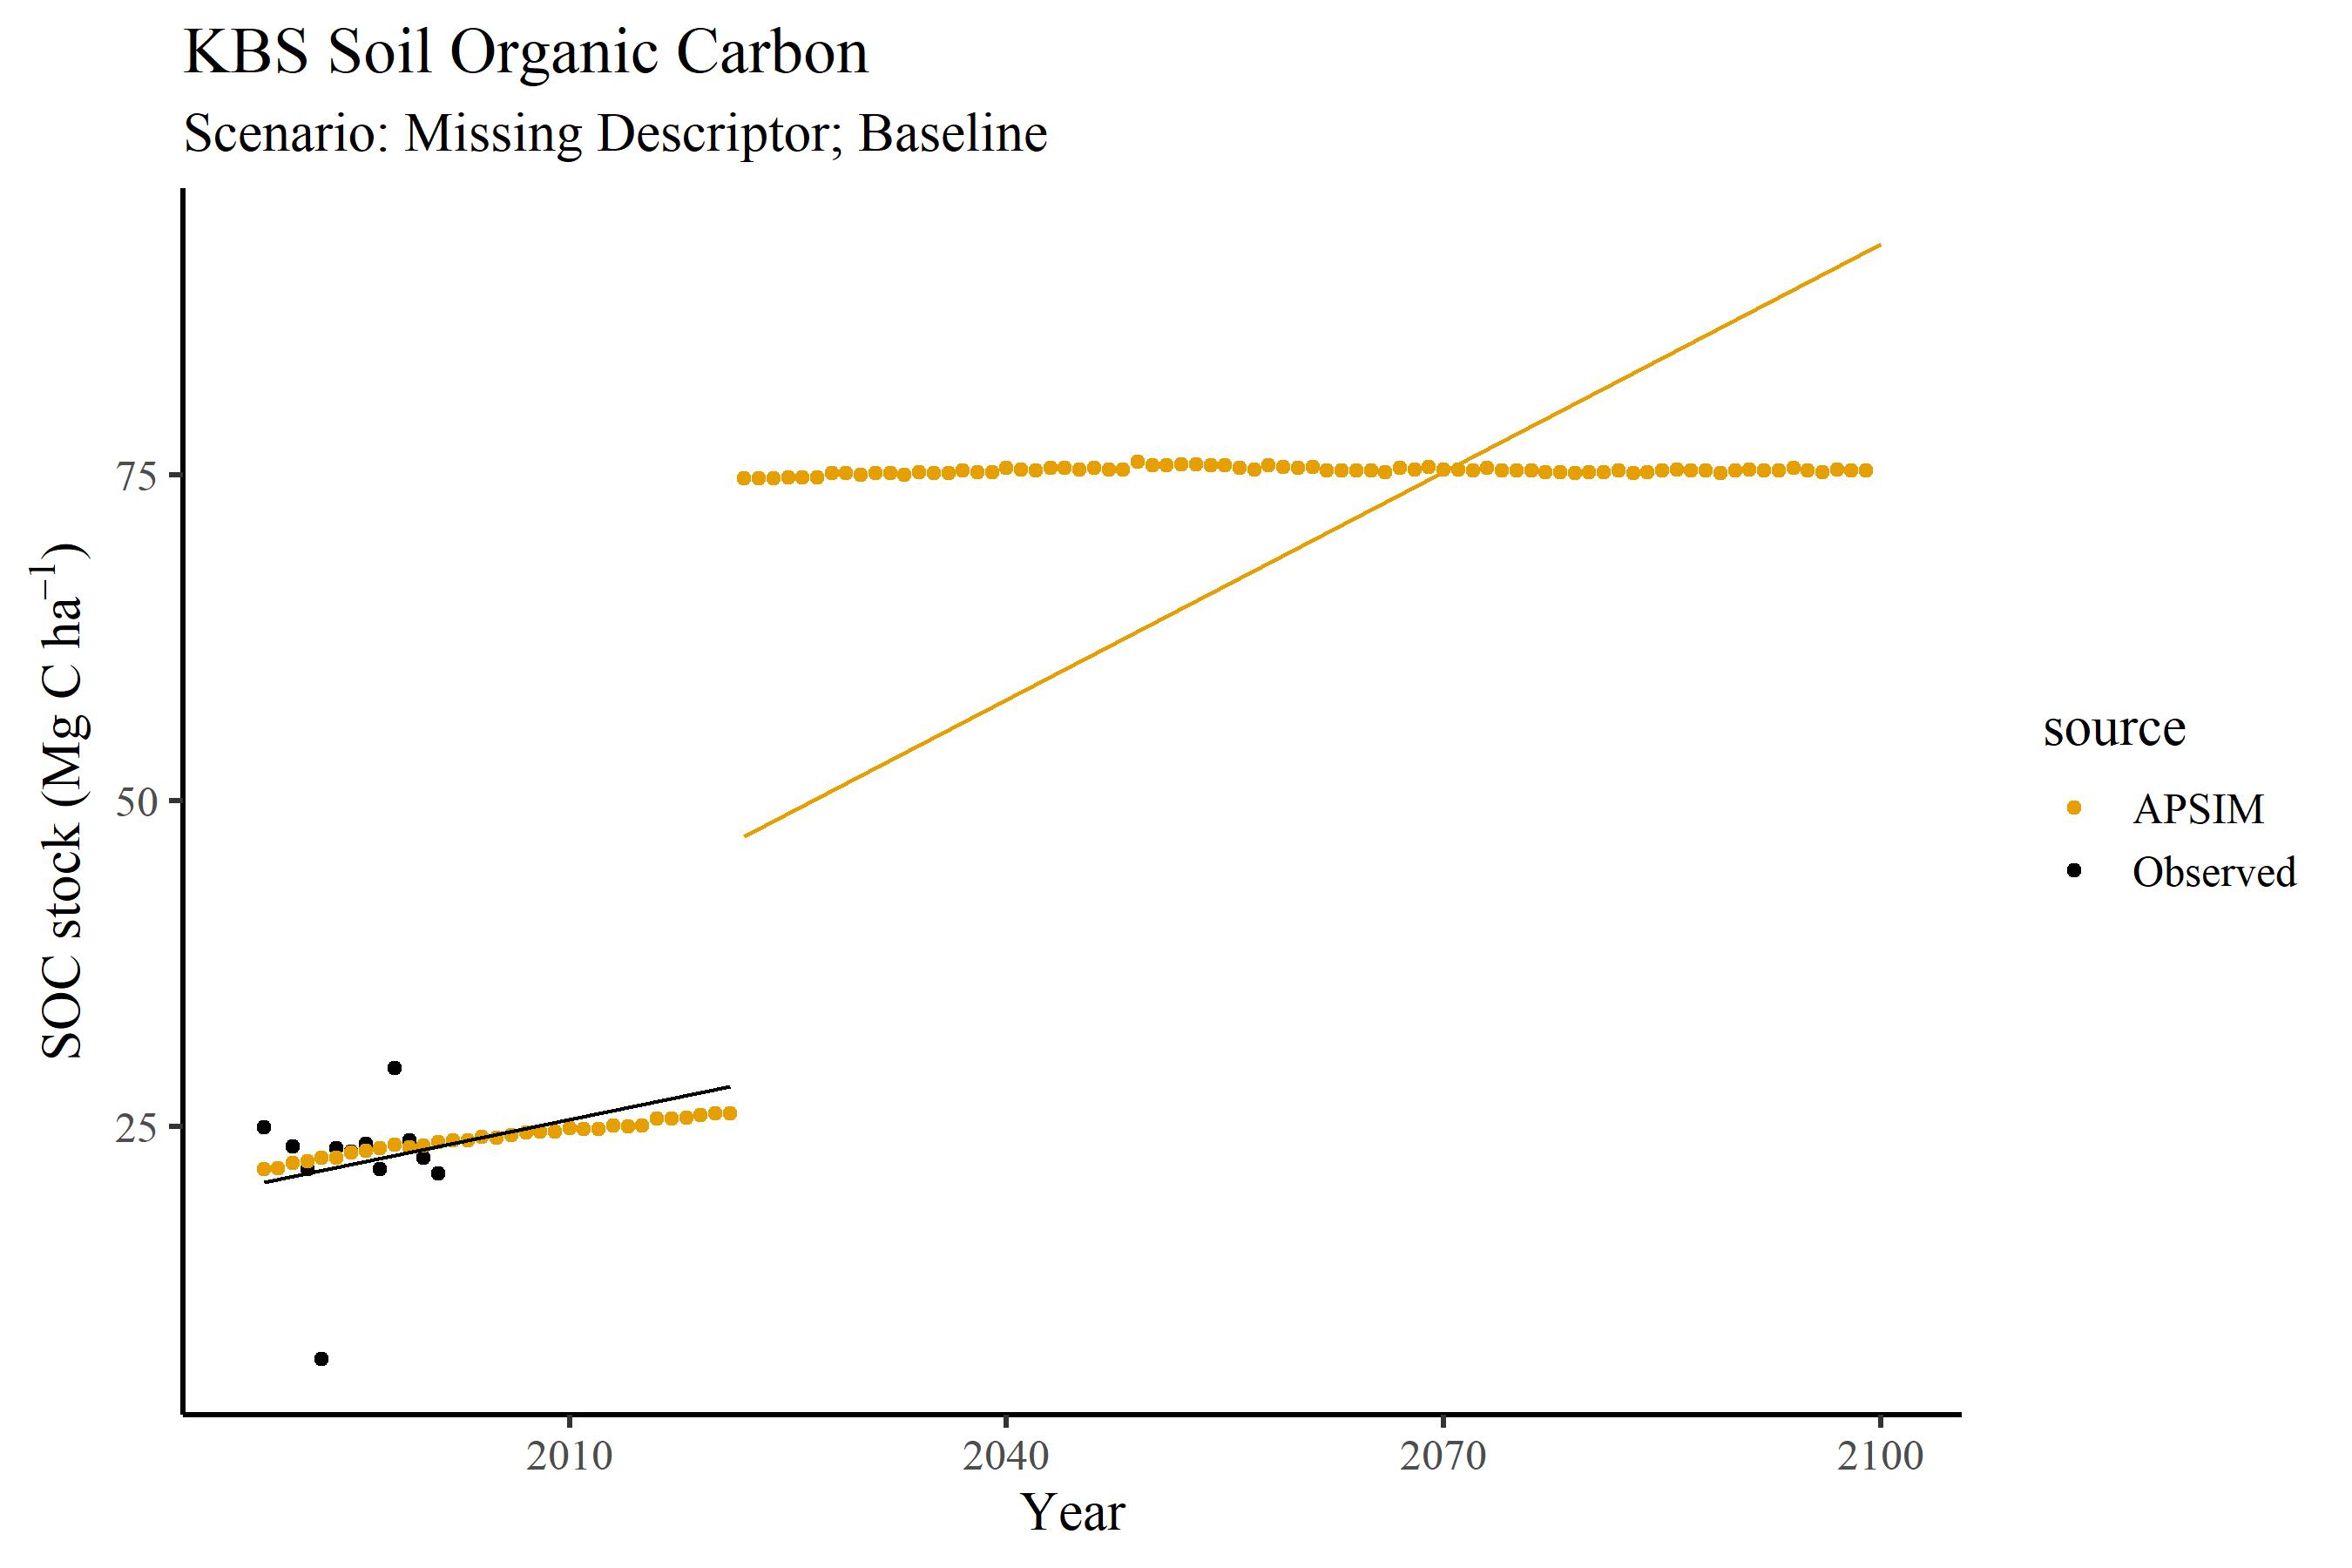 KBS Soil Organic Carbon
Scenario: Missing Descriptor; Baseline
SOC stock (Mg C ha⁻¹)
75
50
25
2010
2040
2070
2100
Year
source
APSIM
Observed